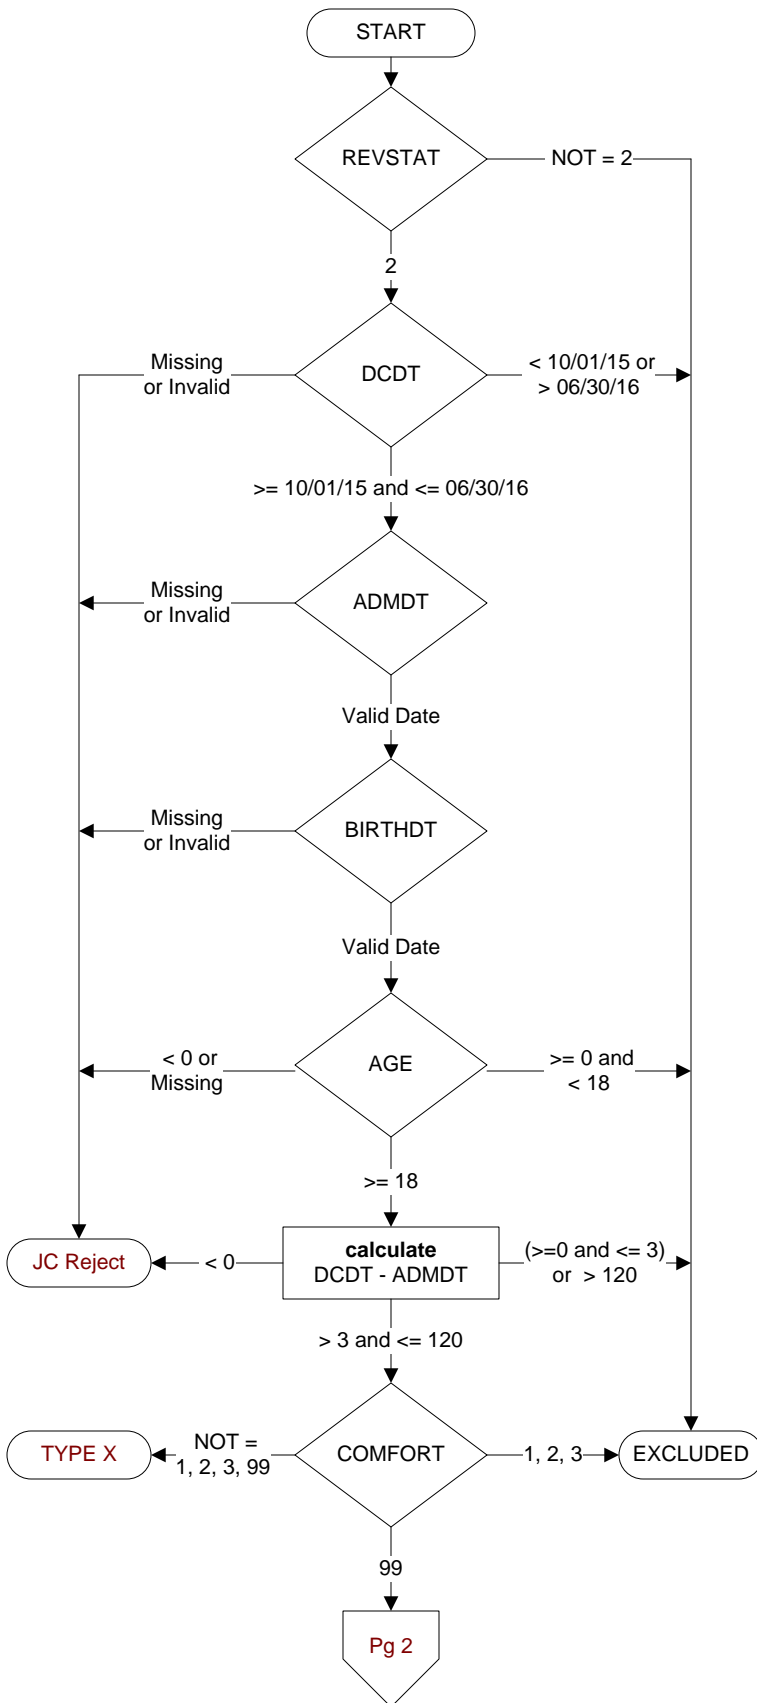 START
REVSTAT
NOT = 2
2
Missing
or Invalid
DCDT
< 10/01/15 or
> 06/30/16
>= 10/01/15 and <= 06/30/16
Missing
or Invalid
ADMDT
Valid Date
Missing
or Invalid
BIRTHDT
Valid Date
< 0 or
Missing
AGE
>= 0 and
< 18
>= 18
JC Reject
< 0
calculate
DCDT - ADMDT
(>=0 and <= 3)
or > 120
> 3 and <= 120
TYPE X
NOT =
1, 2, 3, 99
COMFORT
1, 2, 3
EXCLUDED
99
Pg 2